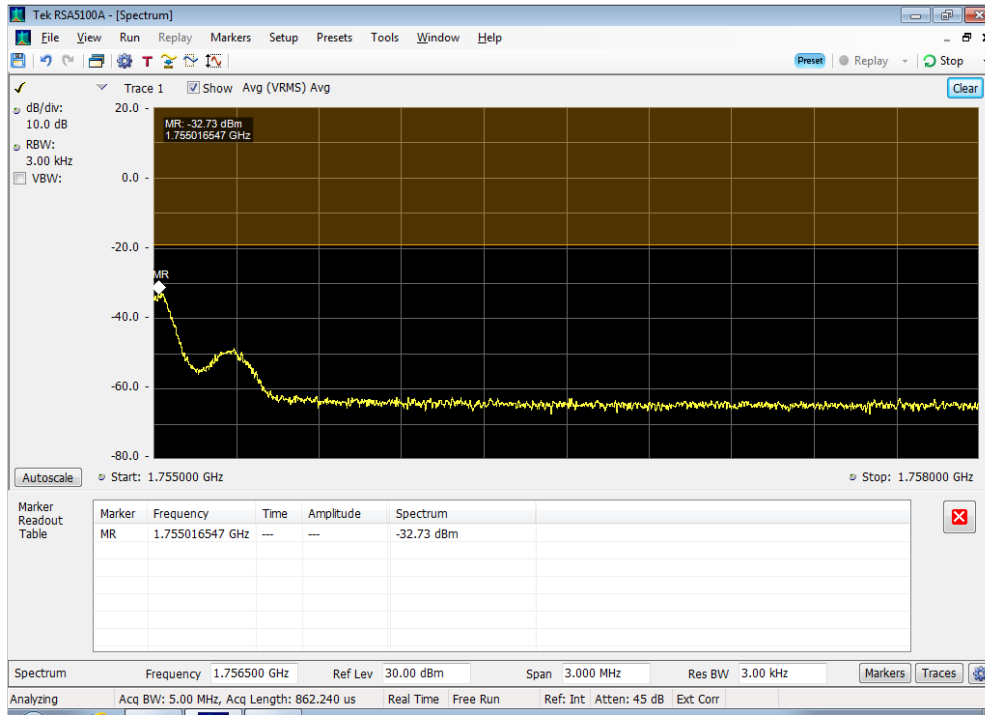 Tek RSA5100A - [Spectrum]
File View Run Replay Markers Setup Presets Tools Window Help
T Preset Replay Stop
Trace 1 Show Avg (VRMS) Avg Clear
dB/div: 20.0 -
10.0 dB
MR: -32.73 dBm
1.755016547 GHz
RBW:
3.00 kHz
VBW: 0.0 -
-20.0 -
MR
-40.0 -
-60.0 -
-80.0 -
Autoscale Start: 1.755000 GHz Stop: 1.758000 GHz
Marker
Readout
Table
Marker Frequency Time Amplitude Spectrum
MR 1.755016547 GHz --- --- -32.73 dBm
Spectrum Frequency 1.756500 GHz Ref Lev 30.00 dBm Span 3.000 MHz Res BW 3.00 kHz Markers Traces
Analyzing Acq BW: 5.00 MHz, Acq Length: 862.240 us Real Time Free Run Ref: Int Atten: 45 dB Ext Corr